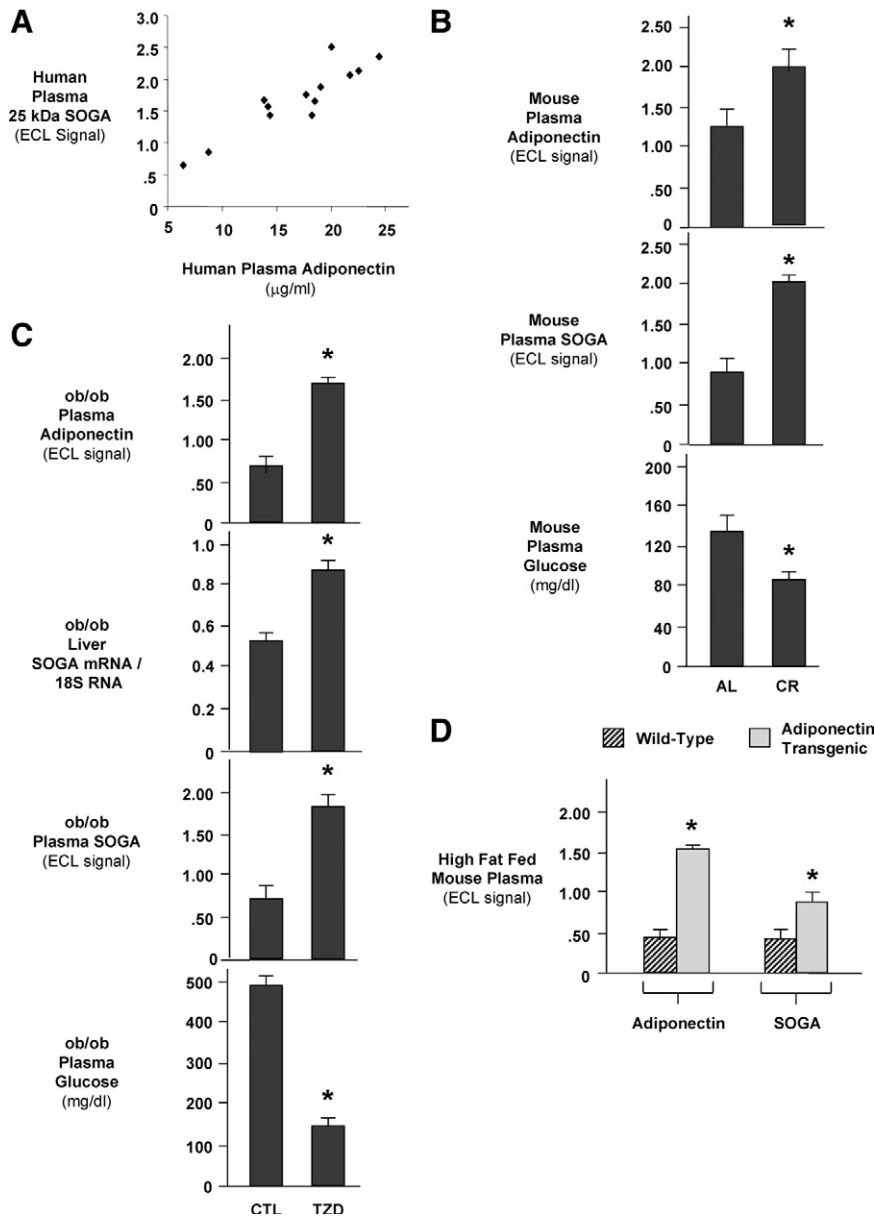 A
Human
Plasma
25 kDa SOGA
(ECL Signal)
3.0
2.5
2.0
1.5
1.0
.5
0
5 10 15 20 25
Human Plasma Adiponectin
(μg/ml)
B
Mouse
Plasma
Adiponectin
(ECL signal)
2.50
2.00
1.50
1.00
.50
0
*
Mouse
Plasma SOGA
(ECL signal)
2.50
2.00
1.50
1.00
.50
0
*
Mouse
Plasma
Glucose
(mg/dl)
200
160
120
80
40
0
*
AL CR
C
ob/ob
Plasma
Adiponectin
(ECL signal)
2.00
1.50
1.00
.50
0
*
ob/ob
Liver
SOGA mRNA /
18S RNA
1.0
0.8
0.6
0.4
0.2
0
*
ob/ob
Plasma SOGA
(ECL signal)
2.00
1.50
1.00
.50
0
*
ob/ob
Plasma
Glucose
(mg/dl)
500
400
300
200
100
0
*
CTL TZD
D
Wild-Type
Adiponectin
Transgenic
High Fat Fed
Mouse Plasma
(ECL signal)
2.00
1.50
1.00
.50
0
*
*
Adiponectin SOGA